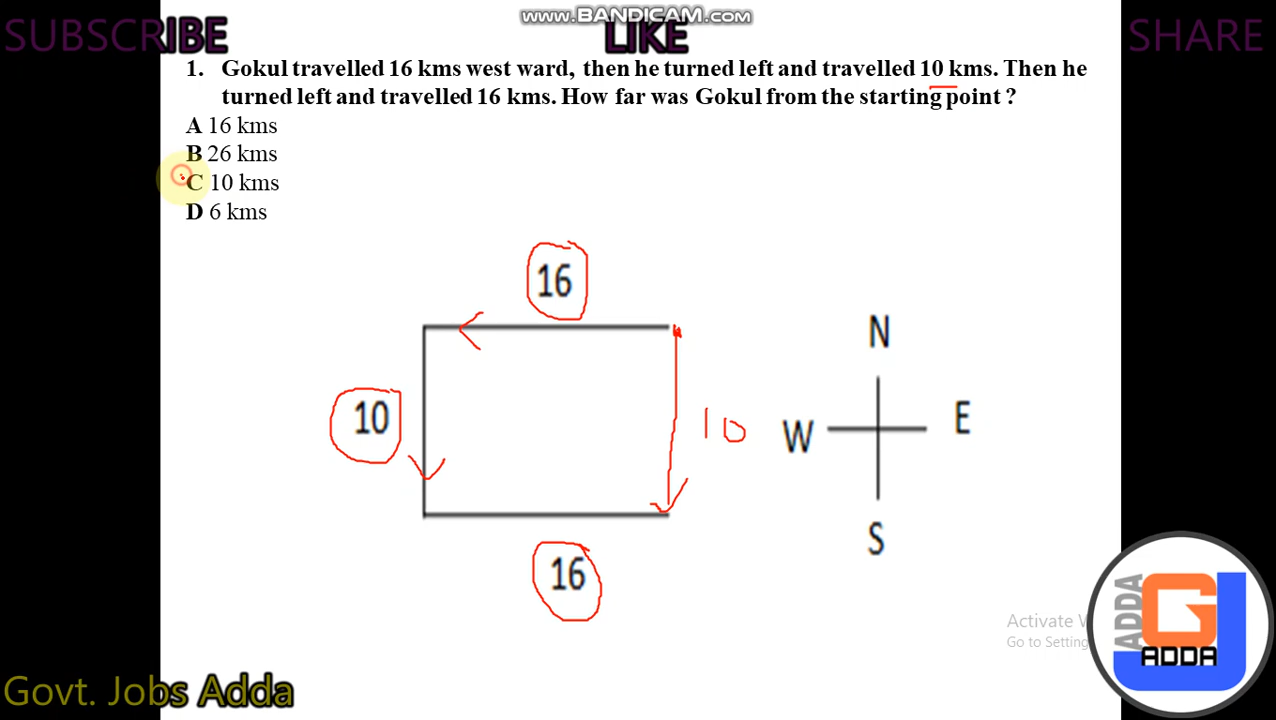 www.BANDICAM.com
SUBSCRIBE LIKE SHARE
1. Gokul travelled 16 kms west ward, then he turned left and travelled 10 kms. Then he
turned left and travelled 16 kms. How far was Gokul from the starting point ?
A 16 kms
B 26 kms
C 10 kms
D 6 kms
16
N
10
10
W
E
S
16
Activate
Go to Setting
ADDA
GJ
ADDA
Govt. Jobs Adda